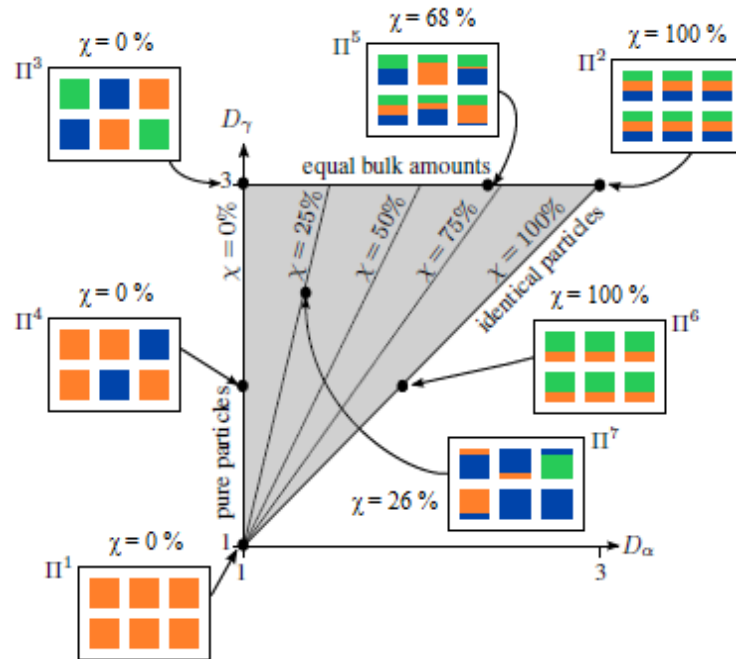 χ = 0 %
Π³
χ = 68 %
Π⁵
χ = 100 %
Π²
D_γ
equal bulk amounts
3
χ = 0%
χ = 25%
χ = 50%
χ = 75%
χ = 100%
identical particles
χ = 0 %
Π⁴
χ = 100 %
Π⁶
pure particles
Π⁷
χ = 26 %
χ = 0 %
Π¹
1
D_α
1
3